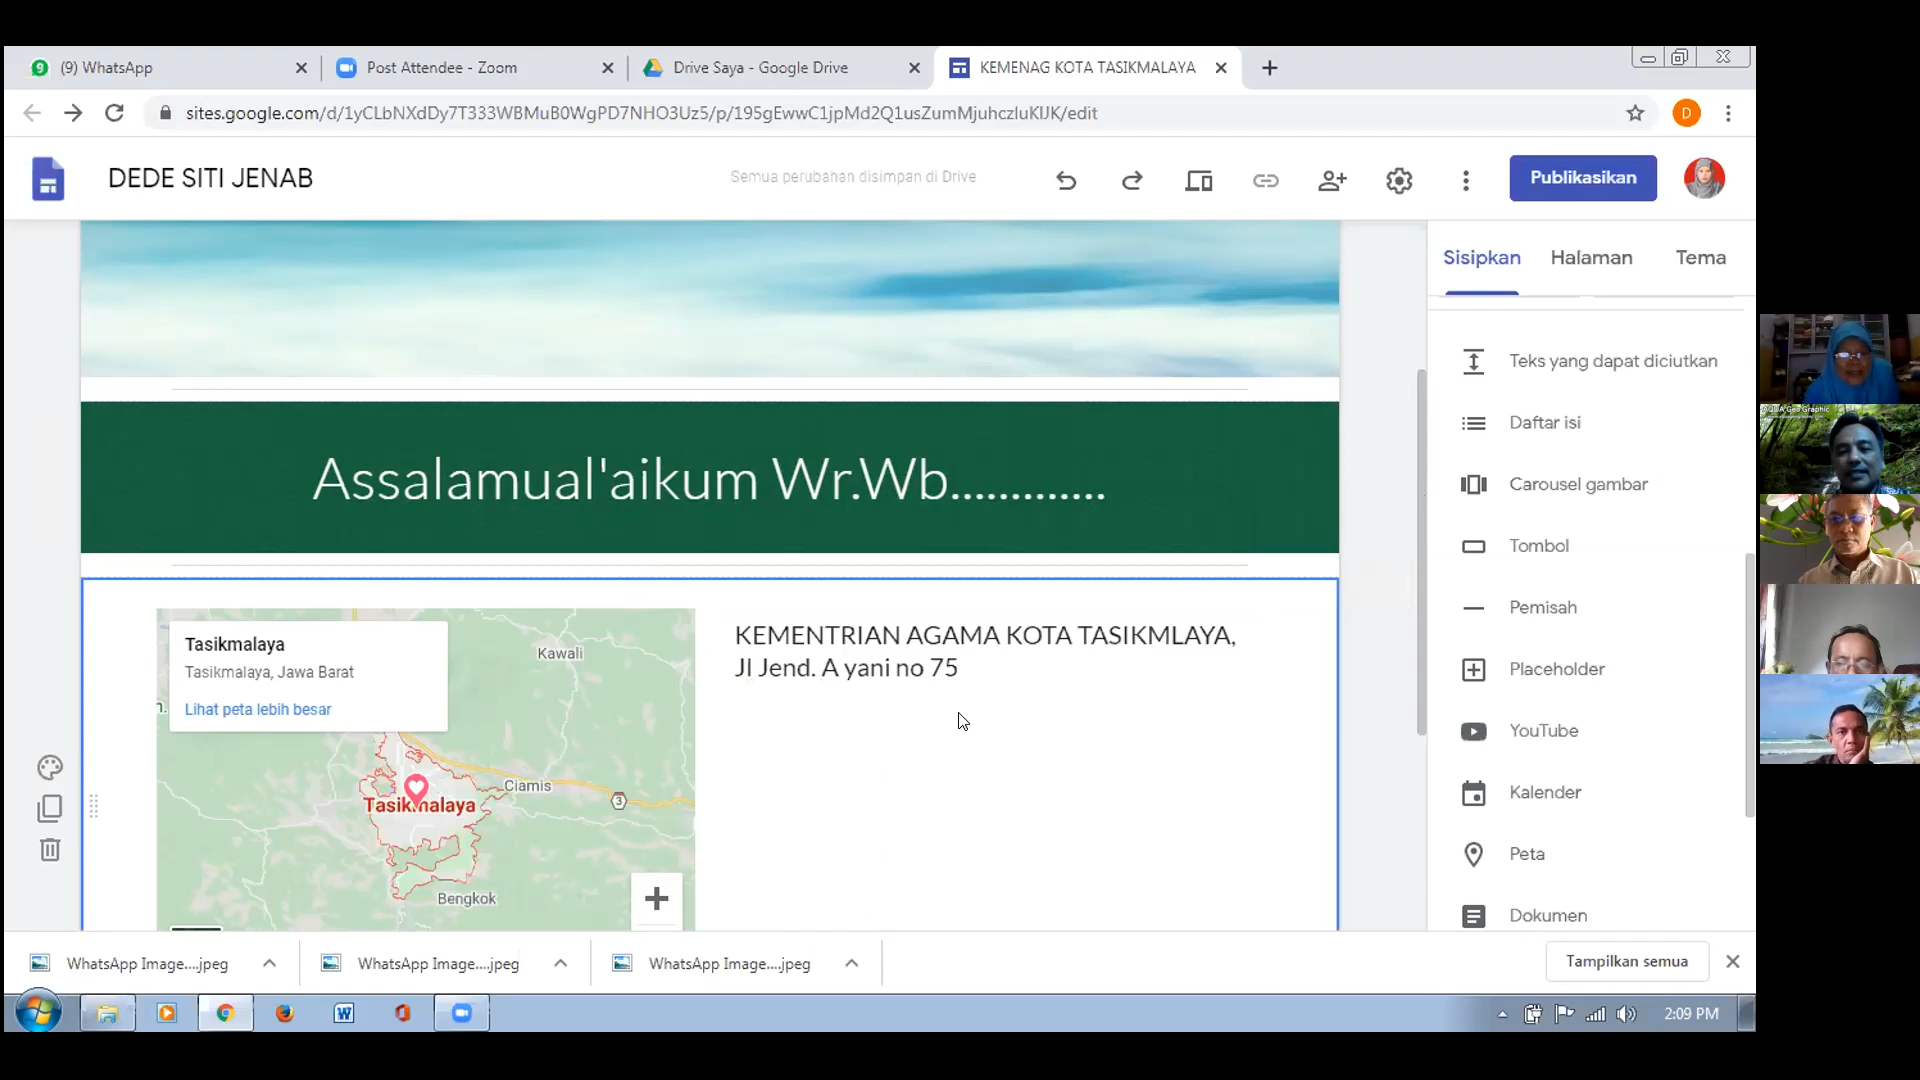 (9) WhatsApp
Post Attendee - Zoom
Drive Saya - Google Drive
KEMENAG KOTA TASIKMALAYA
sites.google.com/d/1yCLbNXdDy7T333WBMuB0WgPD7NHO3Uz5/p/195gEwwC1jpMd2Q1usZumMjuhczluKlJK/edit
D
DEDE SITI JENAB
Semua perubahan disimpan di Drive
Publikasikan
Sisipkan
Halaman
Tema
Assalamual'aikum Wr.Wb.............
Tasikmalaya
Tasikmalaya, Jawa Barat
Lihat peta lebih besar
Kawali
Ciamis
3
Tasikmalaya
Bengkok
KEMENTRIAN AGAMA KOTA TASIKMLAYA,
Jl Jend. A yani no 75
Teks yang dapat diciutkan
Daftar isi
Carousel gambar
Tombol
Pemisah
Placeholder
YouTube
Kalender
Peta
Dokumen
AQUA Geo Graphic
WhatsApp Image....jpeg
WhatsApp Image....jpeg
WhatsApp Image....jpeg
Tampilkan semua
2:09 PM